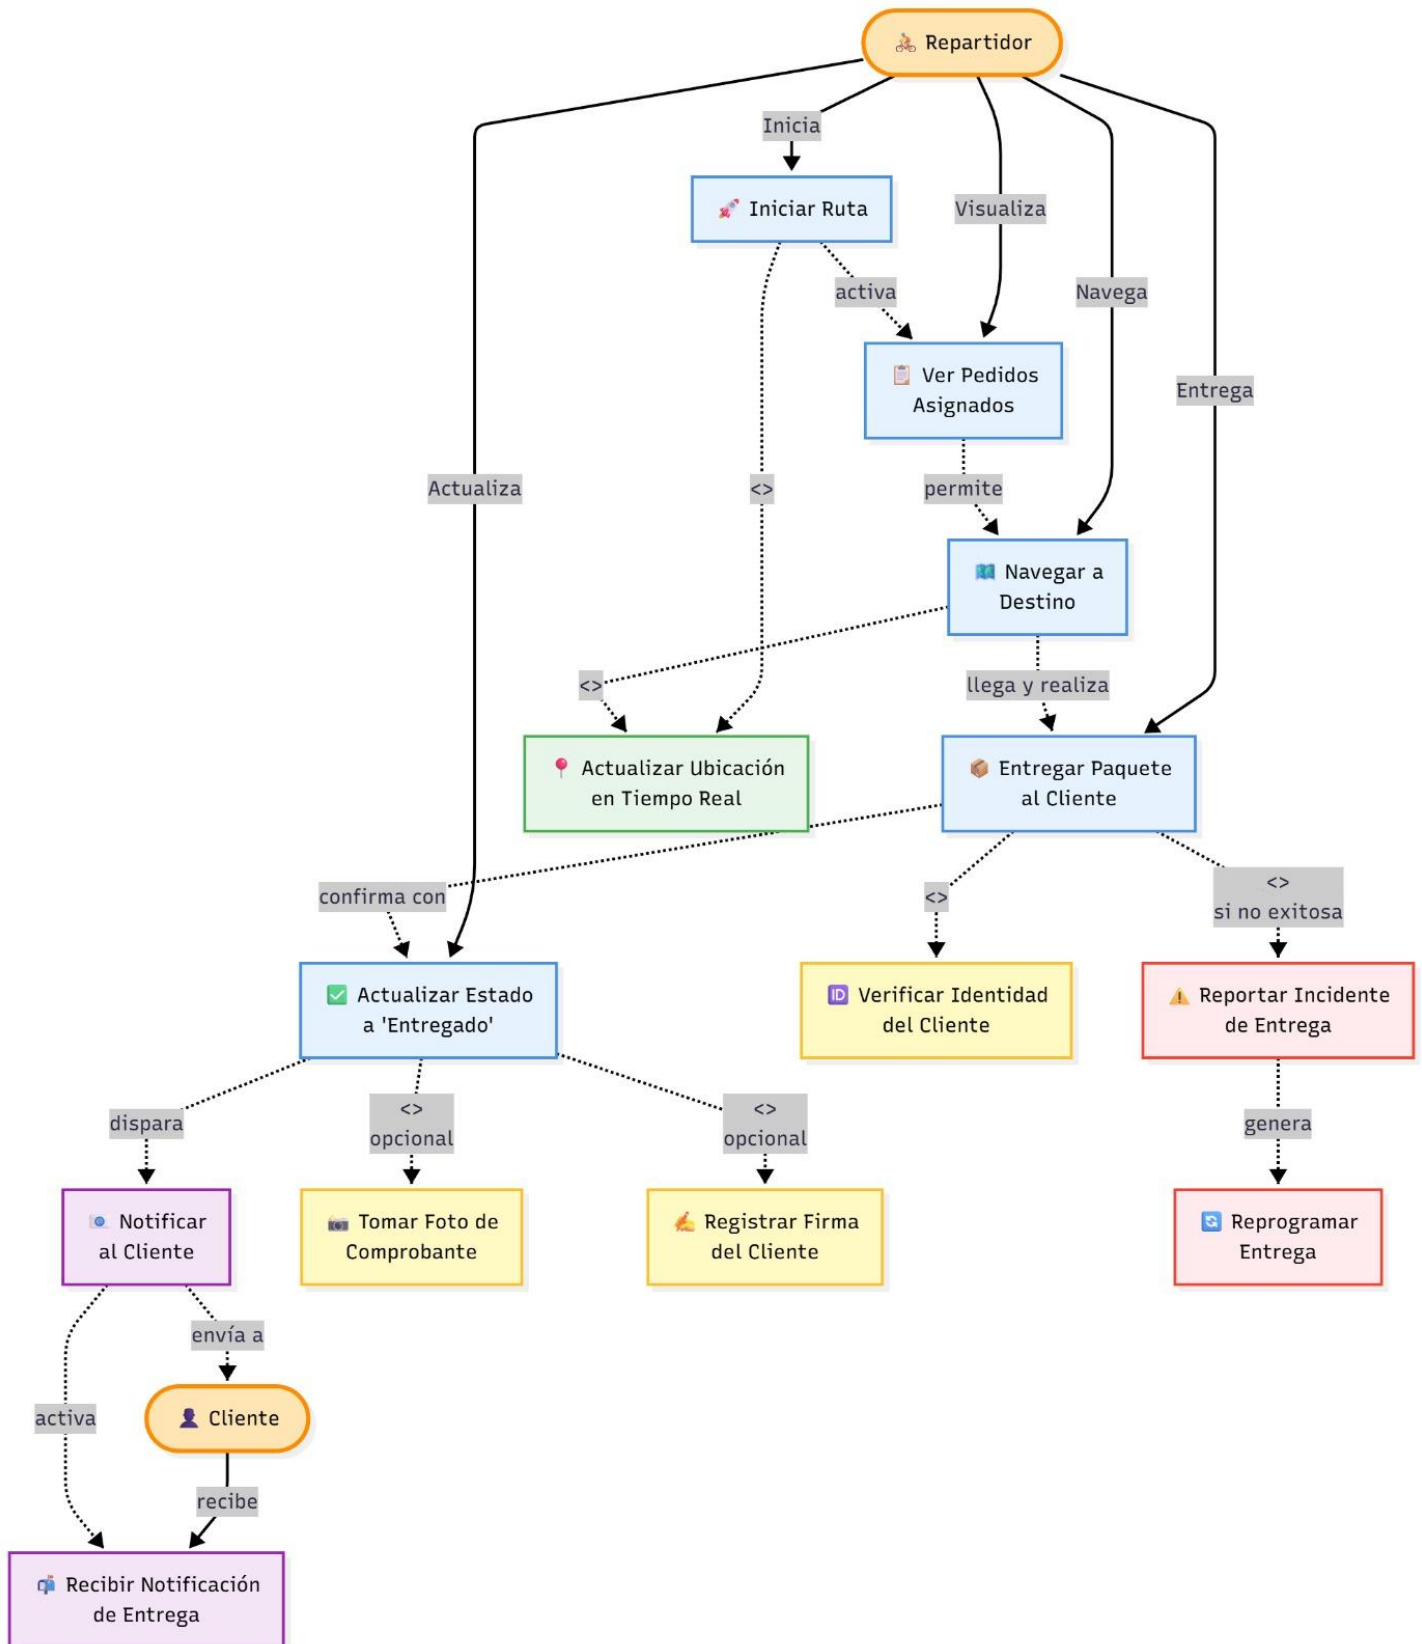 Repartidor
Inicia
Iniciar Ruta
Visualiza
activa
Navega
Ver Pedidos
Asignados
Entrega
Actualiza
<>
permite
Navegar a
Destino
<>
llega y realiza
Actualizar Ubicación
en Tiempo Real
Entregar Paquete
al Cliente
confirma con
<>
<>
si no exitosa
Actualizar Estado
a 'Entregado'
Verificar Identidad
del Cliente
Reportar Incidente
de Entrega
dispara
<>
opcional
<>
opcional
genera
Notificar
al Cliente
Tomar Foto de
Comprobante
Registrar Firma
del Cliente
Reprogramar
Entrega
envía a
activa
Cliente
recibe
Recibir Notificación
de Entrega